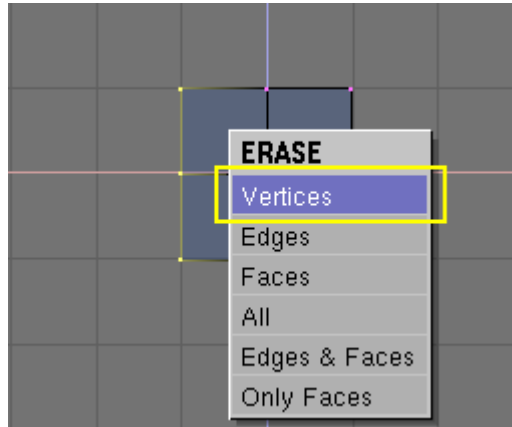 ERASE
Vertices
Edges
Faces
All
Edges & Faces
Only Faces